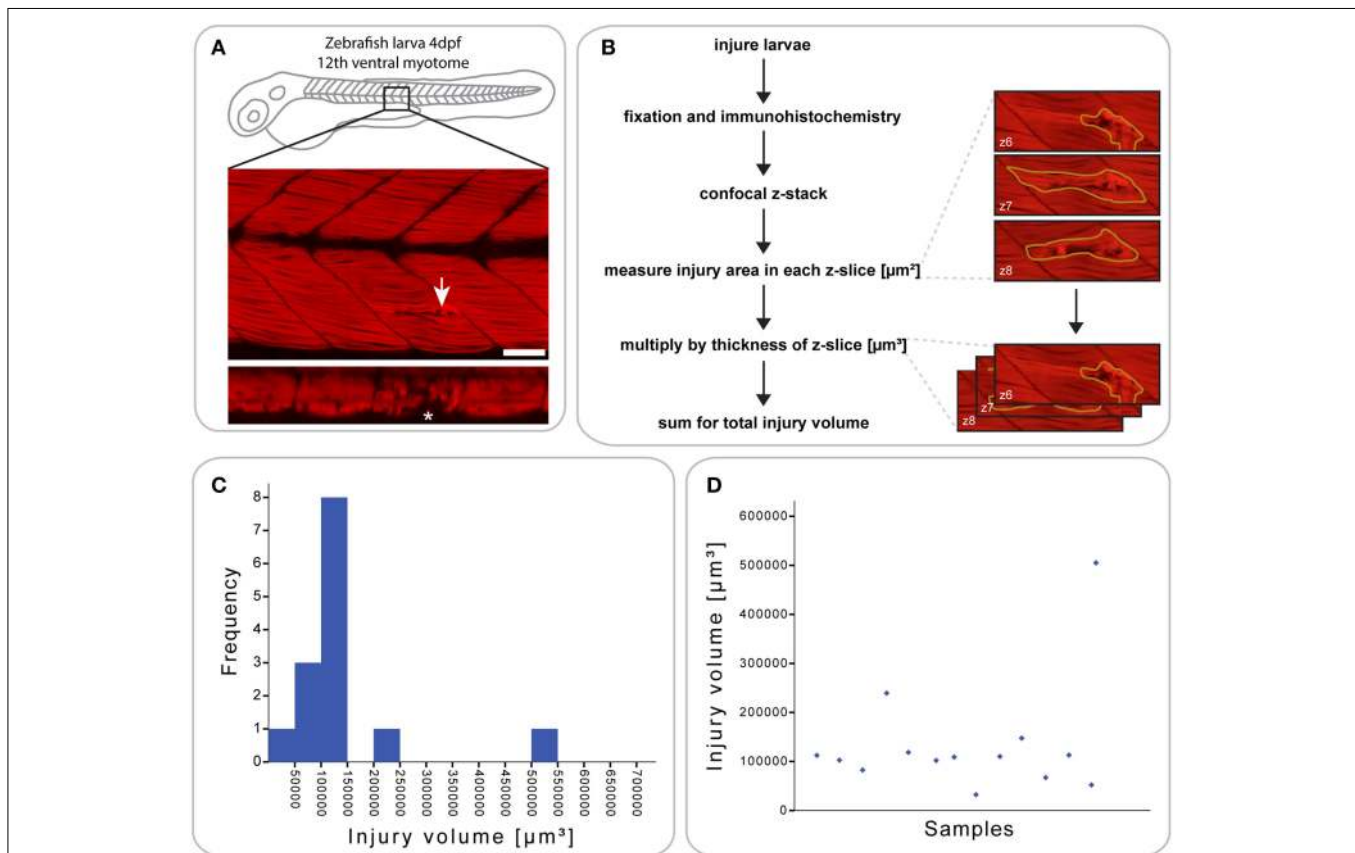 A
Zebrafish larva 4dpf
12th ventral myotome
*
B
injure larvae
fixation and immunohistochemistry
confocal z-stack
measure injury area in each z-slice [µm²]
multiply by thickness of z-slice [µm³]
sum for total injury volume
z6
z7
z8
z6
z7
z8
C
Frequency
8
7
6
5
4
3
2
1
0
50000
100000
150000
200000
250000
300000
350000
400000
450000
500000
550000
600000
650000
700000
Injury volume [µm³]
D
Injury volume [µm³]
600000
500000
400000
300000
200000
100000
0
Samples